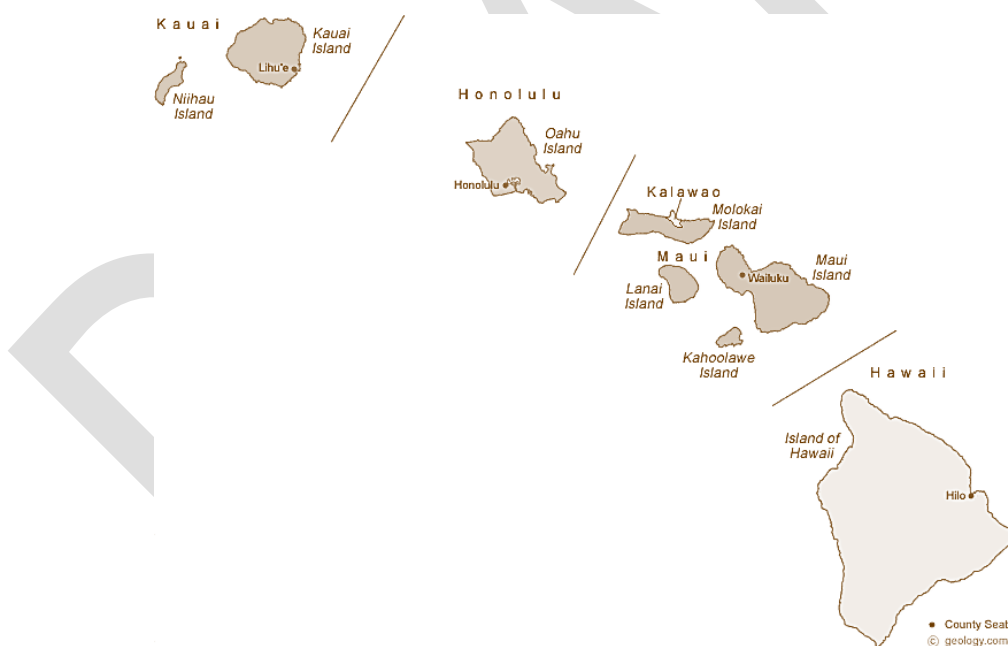 Kauai
Kauai
Island
Lihu'e
Niihau
Island
Honolulu
Oahu
Island
Honolulu
Kalawao
Molokai
Island
Maui
Maui
Island
Wailuku
Lanai
Island
Kahoolawe
Island
Hawaii
Island of
Hawaii
Hilo
County Seat
© geology.com